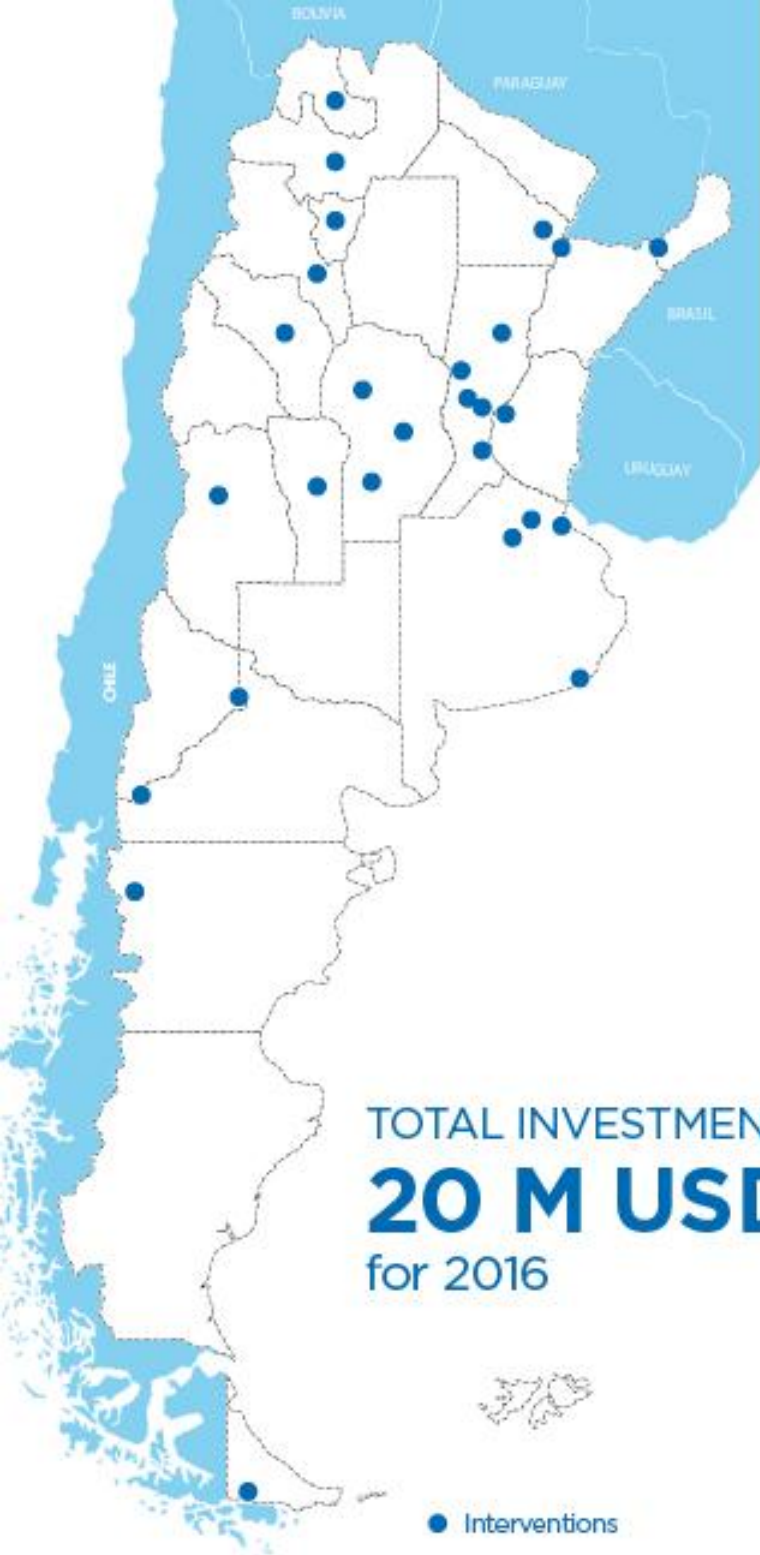 BOLIVIA
PARAGUAY
BRASIL
URUGUAY
CHILE
TOTAL INVESTMEN
20 M USD
for 2016
Interventions